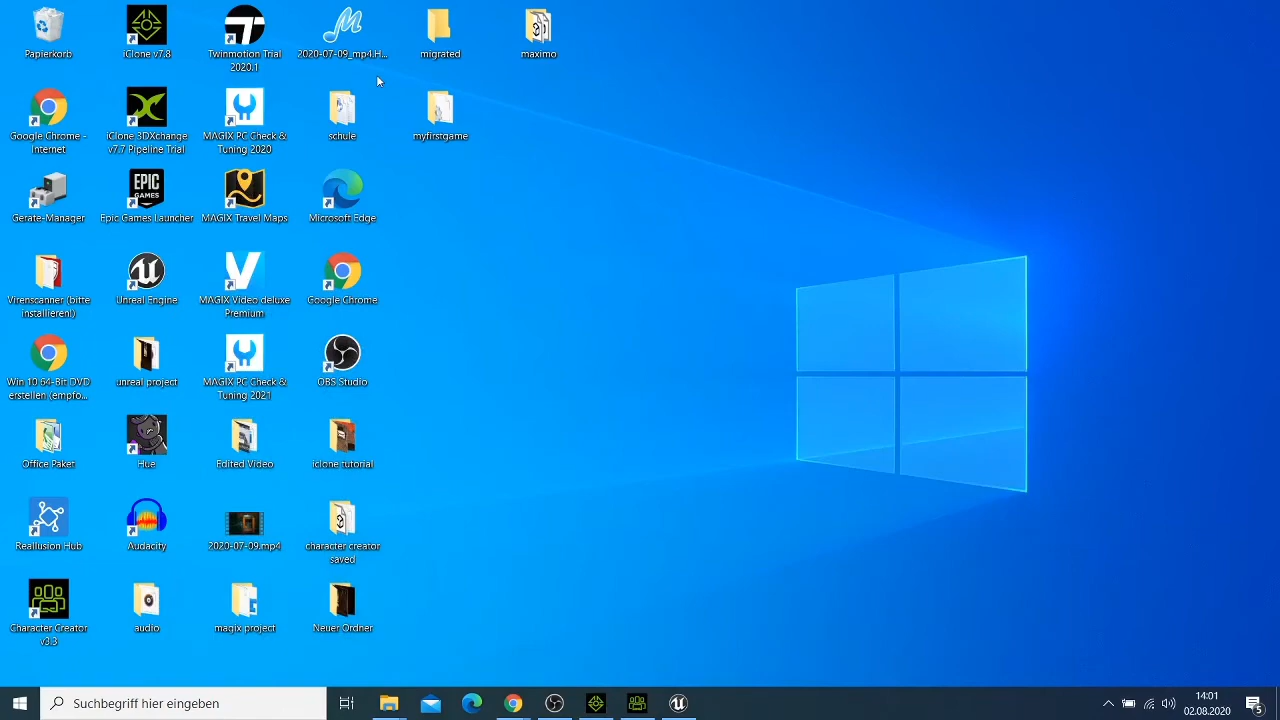 Papierkorb
iClone v7.8
Twinmotion Trial
2020.1
2020-07-09_mp4.H...
migrated
maximo
Google Chrome -
Internet
iClone 3DXchange
v7.7 Pipeline Trial
MAGIX PC Check &
Tuning 2020
schule
myfirstgame
Geräte-Manager
EPIC
GAMES
Epic Games Launcher
MAGIX Travel Maps
Microsoft Edge
Virenscanner (bitte
installieren!)
Unreal Engine
MAGIX Video deluxe
Premium
Google Chrome
Win 10 64-Bit DVD
erstellen (empfo...
unreal project
MAGIX PC Check &
Tuning 2021
OBS Studio
Office Paket
Hue
Edited Video
iclone tutorial
Reallusion Hub
Audacity
2020-07-09.mp4
character creator
saved
Character Creator
v3.3
audio
magix project
Neuer Ordner
Suchbegriff hier eingeben
14:01
02.08.2020
5